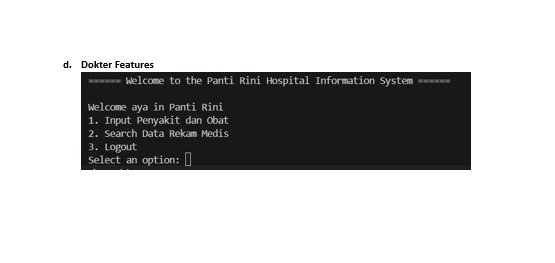 d. Dokter Features
====== Welcome to the Panti Rini Hospital Information System ======
Welcome aya in Panti Rini
1. Input Penyakit dan Obat
2. Search Data Rekam Medis
3. Logout
Select an option: